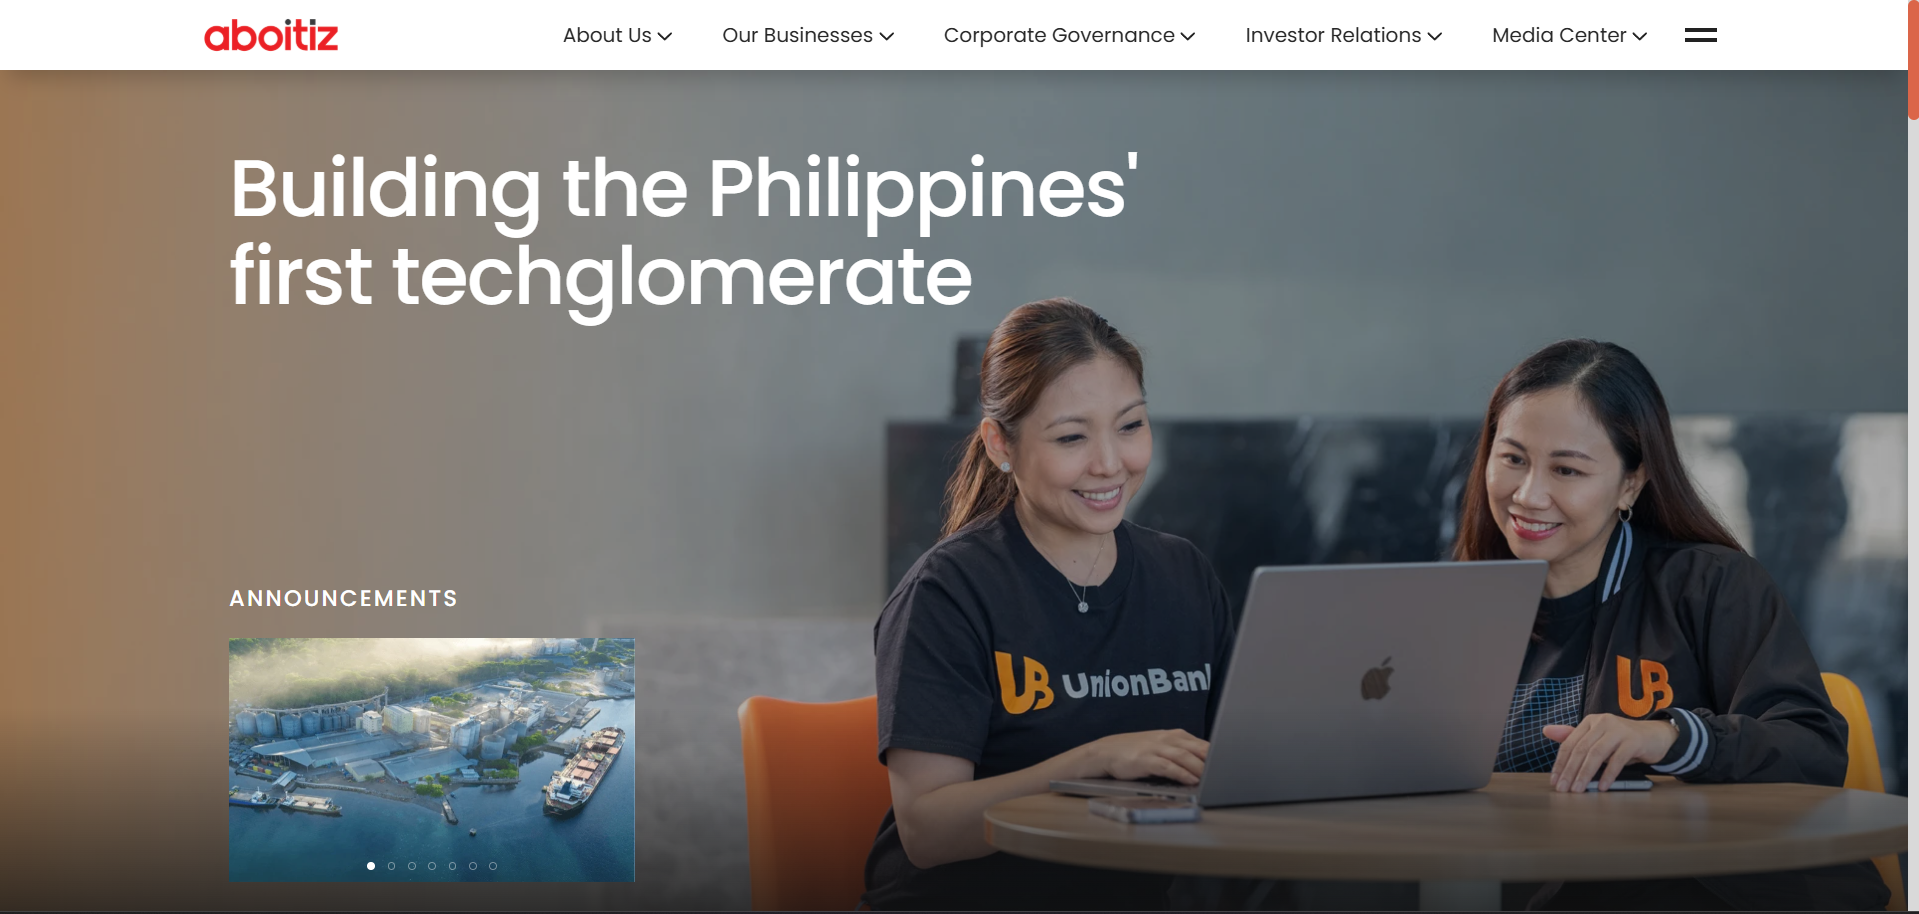 aboitiz
About Us
Our Businesses
Corporate Governance
Investor Relations
Media Center
Building the Philippines'
first techglomerate
ANNOUNCEMENTS
UB UnionBank
UB